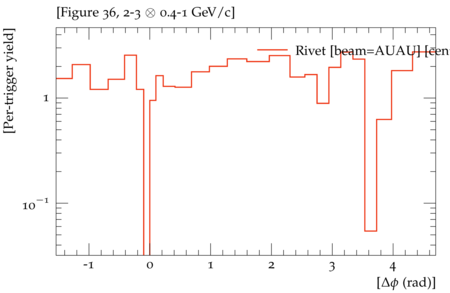 [Figure 36, 2-3 ⊗ 0.4-1 GeV/c]
Rivet [beam=AUAU] [cen
[Per-trigger yield]
1
10⁻¹
-1 0 1 2 3 4
[Δϕ (rad)]